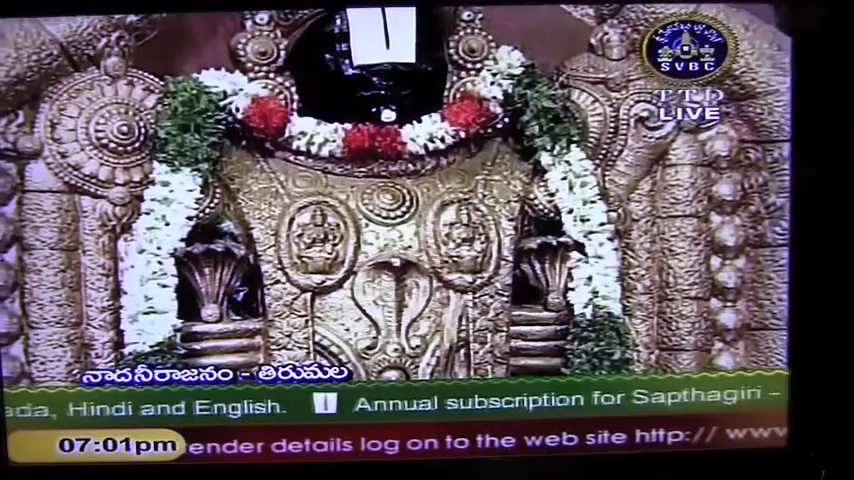 SVBC
TTD
LIVE
నాదనీరాజనం - తిరుమల
ada, Hindi and English. Annual subscription for Sapthagiri -
07:01pm ender details log on to the web site http: / / www